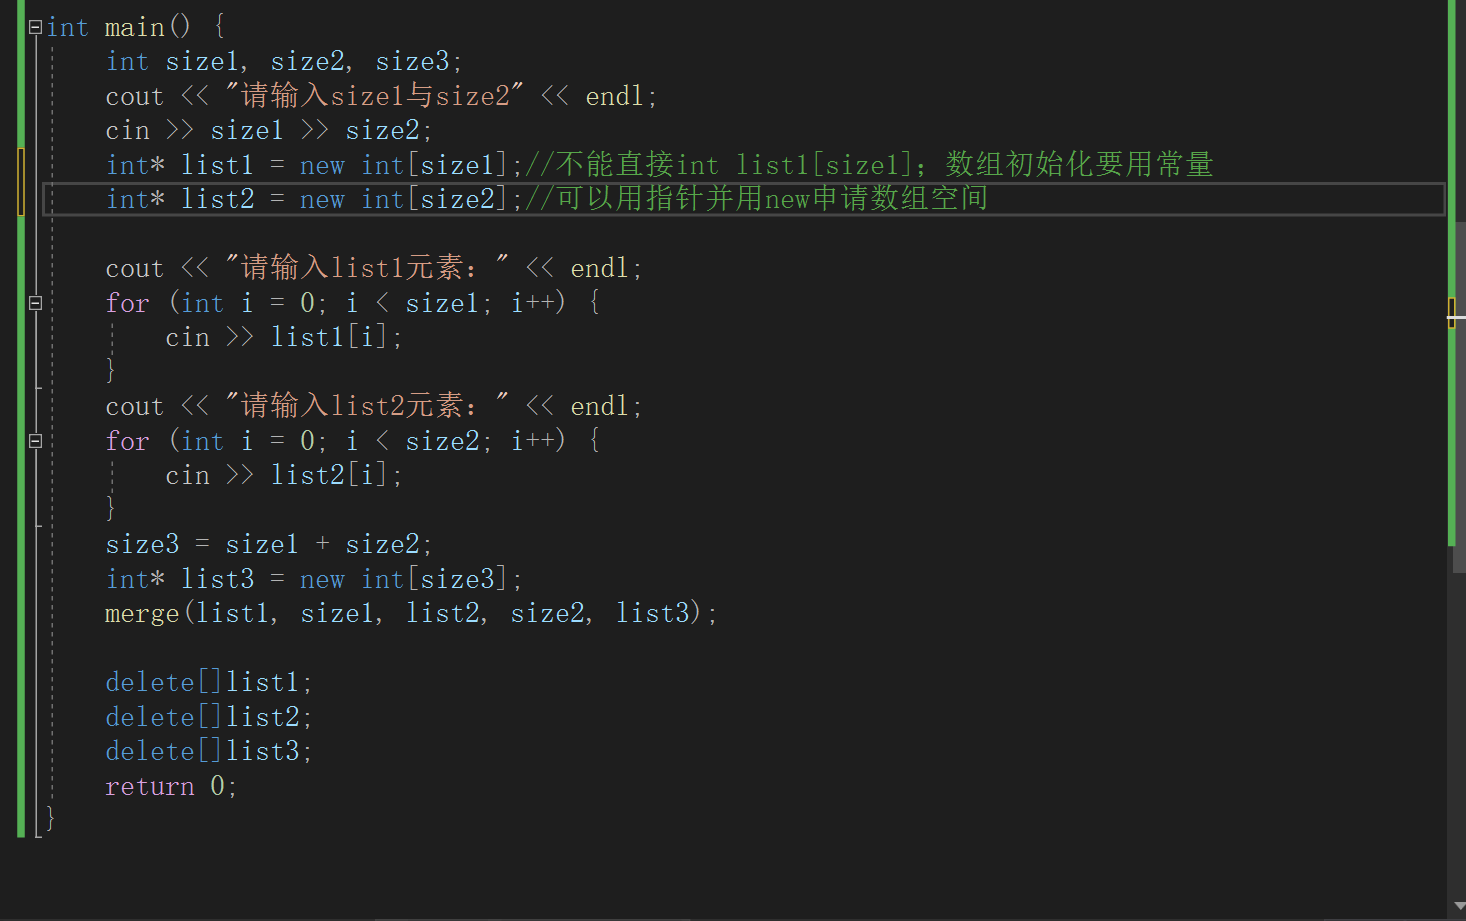 int main() {
int size1, size2, size3;
cout << "请输入size1与size2" << endl;
cin >> size1 >> size2;
int* list1 = new int[size1];//不能直接int list1[size1]；数组初始化要用常量
int* list2 = new int[size2];//可以用指针并用new申请数组空间
cout << "请输入list1元素：" << endl;
for (int i = 0; i < size1; i++) {
cin >> list1[i];
}
cout << "请输入list2元素：" << endl;
for (int i = 0; i < size2; i++) {
cin >> list2[i];
}
size3 = size1 + size2;
int* list3 = new int[size3];
merge(list1, size1, list2, size2, list3);
delete[]list1;
delete[]list2;
delete[]list3;
return 0;
}